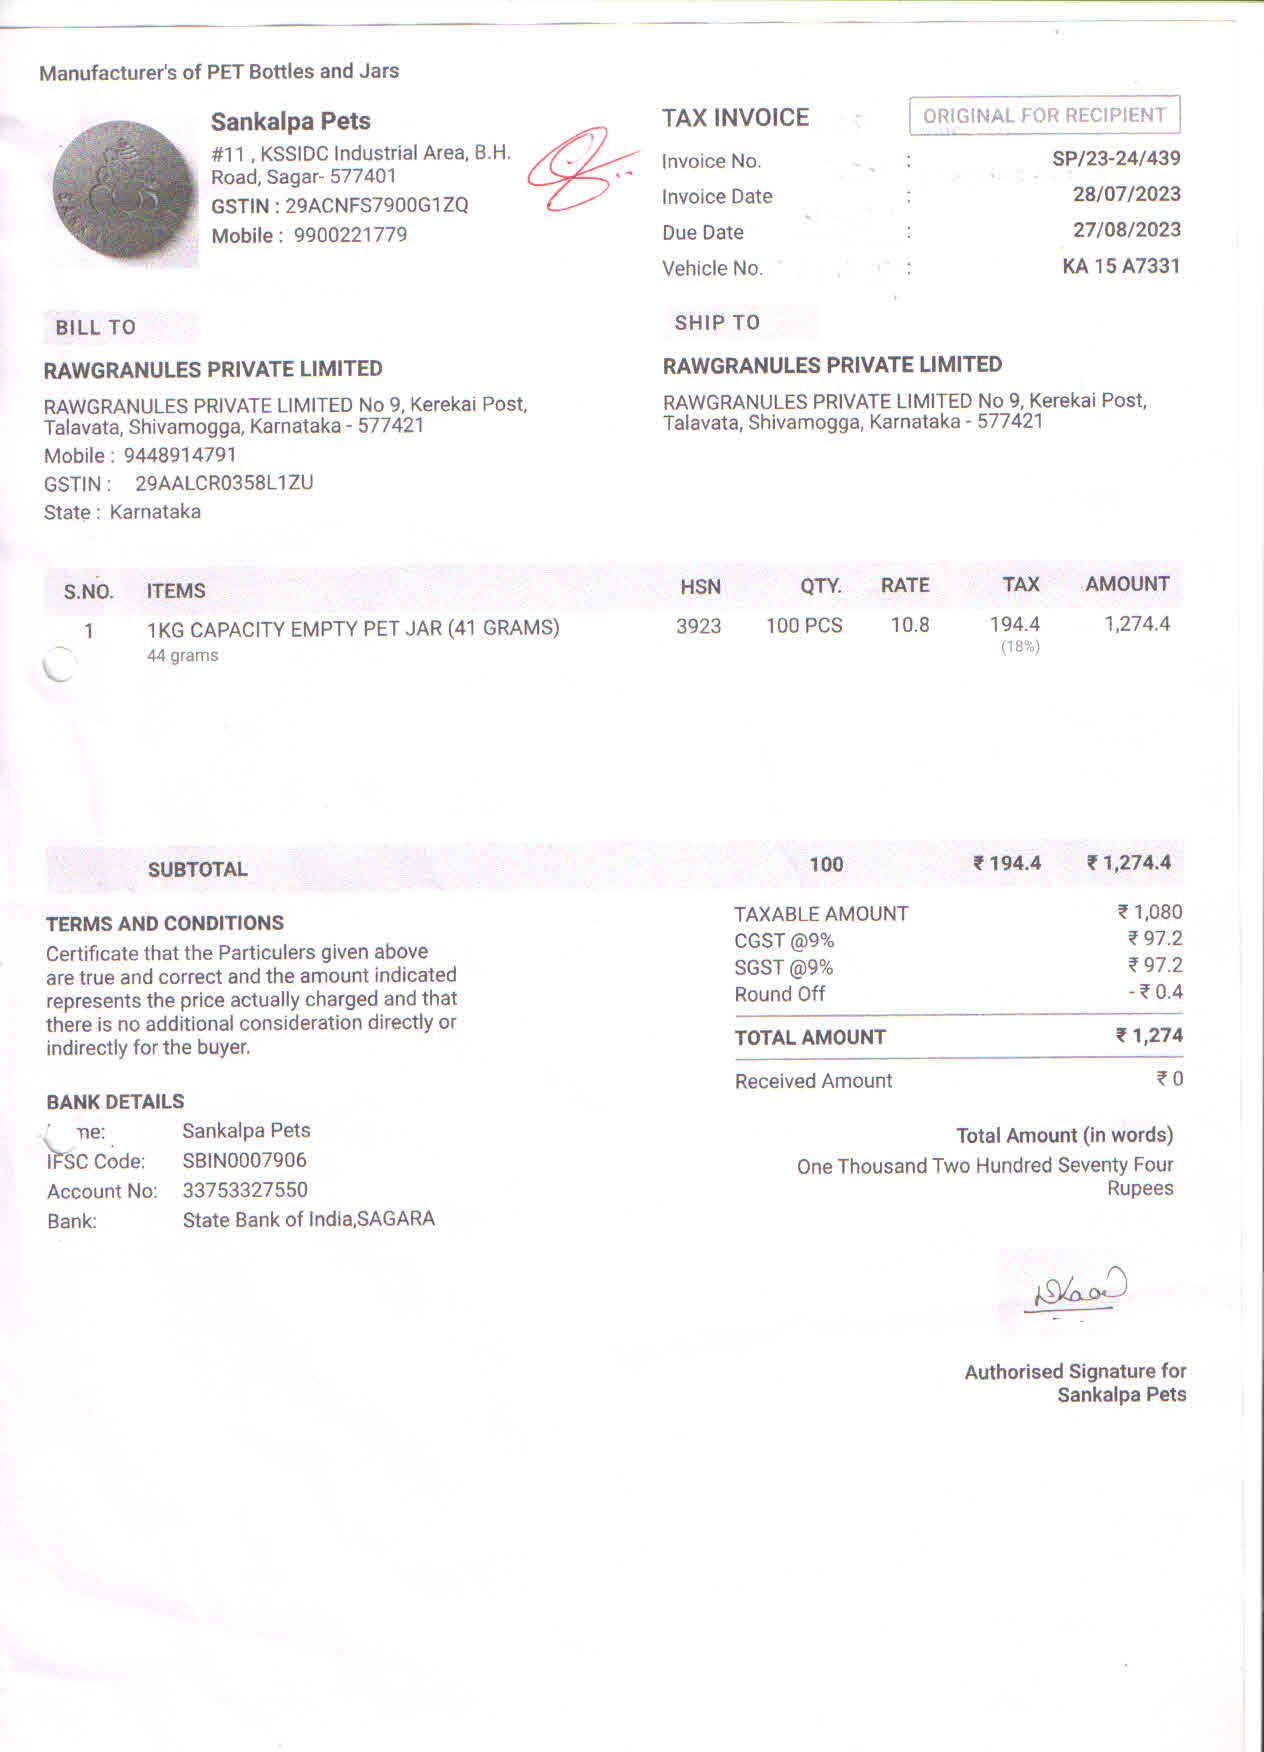 Manufacturer's of PET Bottles and Jars
Sankalpa Pets
#11 , KSSIDC Industrial Area, B.H.
Road, Sagar- 577401
GSTIN : 29ACNFS7900G1ZQ
Mobile : 9900221779
TAX INVOICE
ORIGINAL FOR RECIPIENT
Invoice No. : SP/23-24/439
Invoice Date : 28/07/2023
Due Date : 27/08/2023
Vehicle No. : KA 15 A7331
BILL TO
RAWGRANULES PRIVATE LIMITED
RAWGRANULES PRIVATE LIMITED No 9, Kerekai Post,
Talavata, Shivamogga, Karnataka - 577421
Mobile : 9448914791
GSTIN : 29AALCR0358L1ZU
State : Karnataka
SHIP TO
RAWGRANULES PRIVATE LIMITED
RAWGRANULES PRIVATE LIMITED No 9, Kerekai Post,
Talavata, Shivamogga, Karnataka - 577421
S.NO. ITEMS HSN QTY. RATE TAX AMOUNT
1 1KG CAPACITY EMPTY PET JAR (41 GRAMS) 3923 100 PCS 10.8 194.4 1,274.4
44 grams (18%)
SUBTOTAL 100 ₹ 194.4 ₹ 1,274.4
TERMS AND CONDITIONS
Certificate that the Particulers given above
are true and correct and the amount indicated
represents the price actually charged and that
there is no additional consideration directly or
indirectly for the buyer.
BANK DETAILS
me: Sankalpa Pets
IFSC Code: SBIN0007906
Account No: 33753327550
Bank: State Bank of India,SAGARA
TAXABLE AMOUNT ₹ 1,080
CGST @9% ₹ 97.2
SGST @9% ₹ 97.2
Round Off - ₹ 0.4
TOTAL AMOUNT ₹ 1,274
Received Amount ₹ 0
Total Amount (in words)
One Thousand Two Hundred Seventy Four
Rupees
Authorised Signature for
Sankalpa Pets